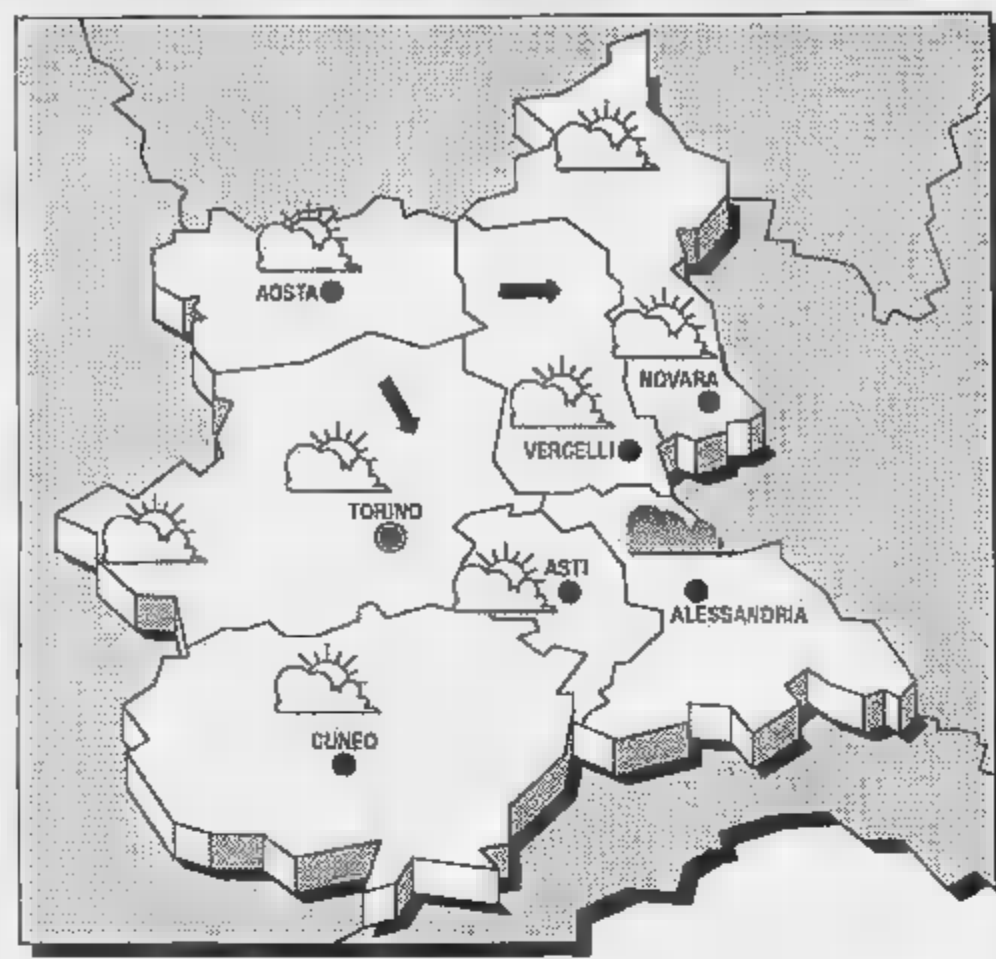 AOSTA
NOVARA
VERCELLI
TORINO
ASTI
ALESSANDRIA
CUNEO